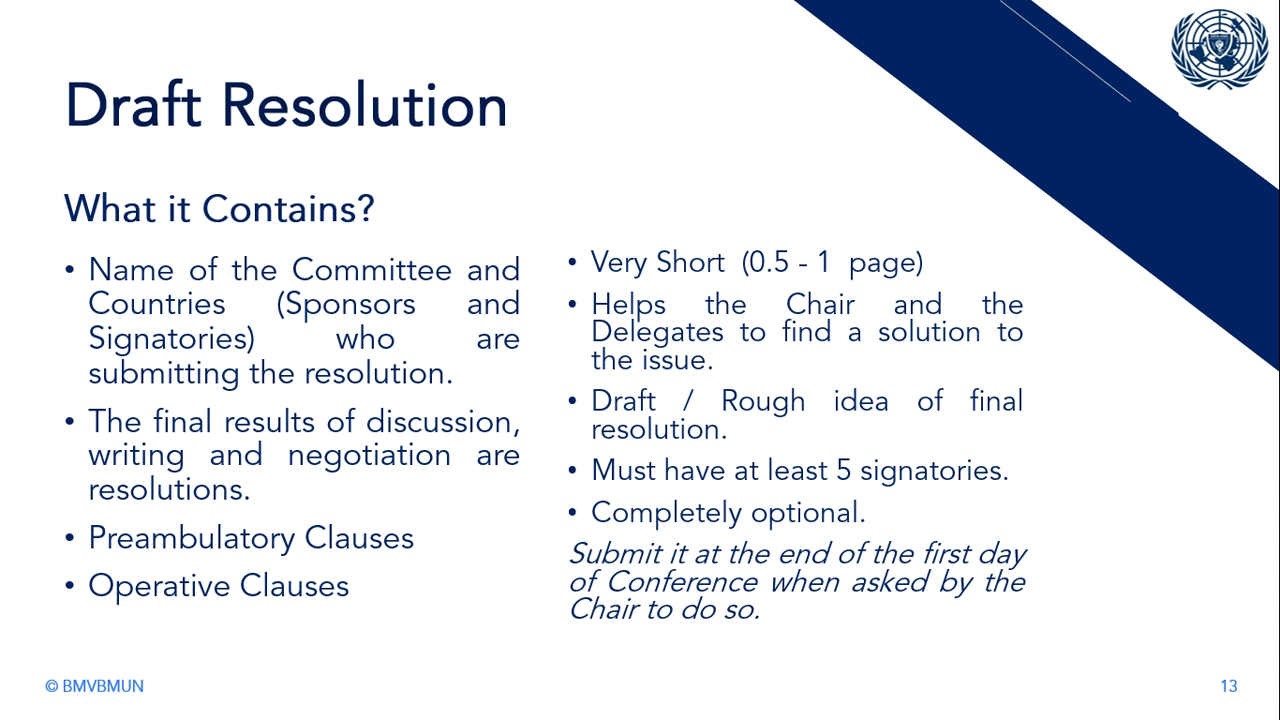 Draft Resolution
What it Contains?
• Name of the Committee and
Countries (Sponsors and
Signatories) who are
submitting the resolution.
• The final results of discussion,
writing and negotiation are
resolutions.
• Preambulatory Clauses
• Operative Clauses
• Very Short (0.5 - 1 page)
• Helps the Chair and the
Delegates to find a solution to
the issue.
• Draft / Rough idea of final
resolution.
• Must have at least 5 signatories.
• Completely optional.
Submit it at the end of the first day
of Conference when asked by the
Chair to do so.
© BMVBMUN
13